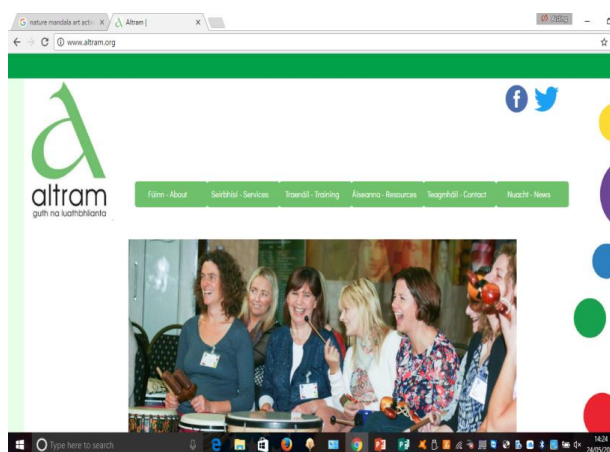 nature mandala art activ
Altram |
www.altram.org
altram
guth na luathbhlianta
Fúinn - About
Seirbhísí - Services
Traenáil - Training
Áiseanna - Resources
Teagmháil - Contact
Nuacht - News
Type here to search
14:24